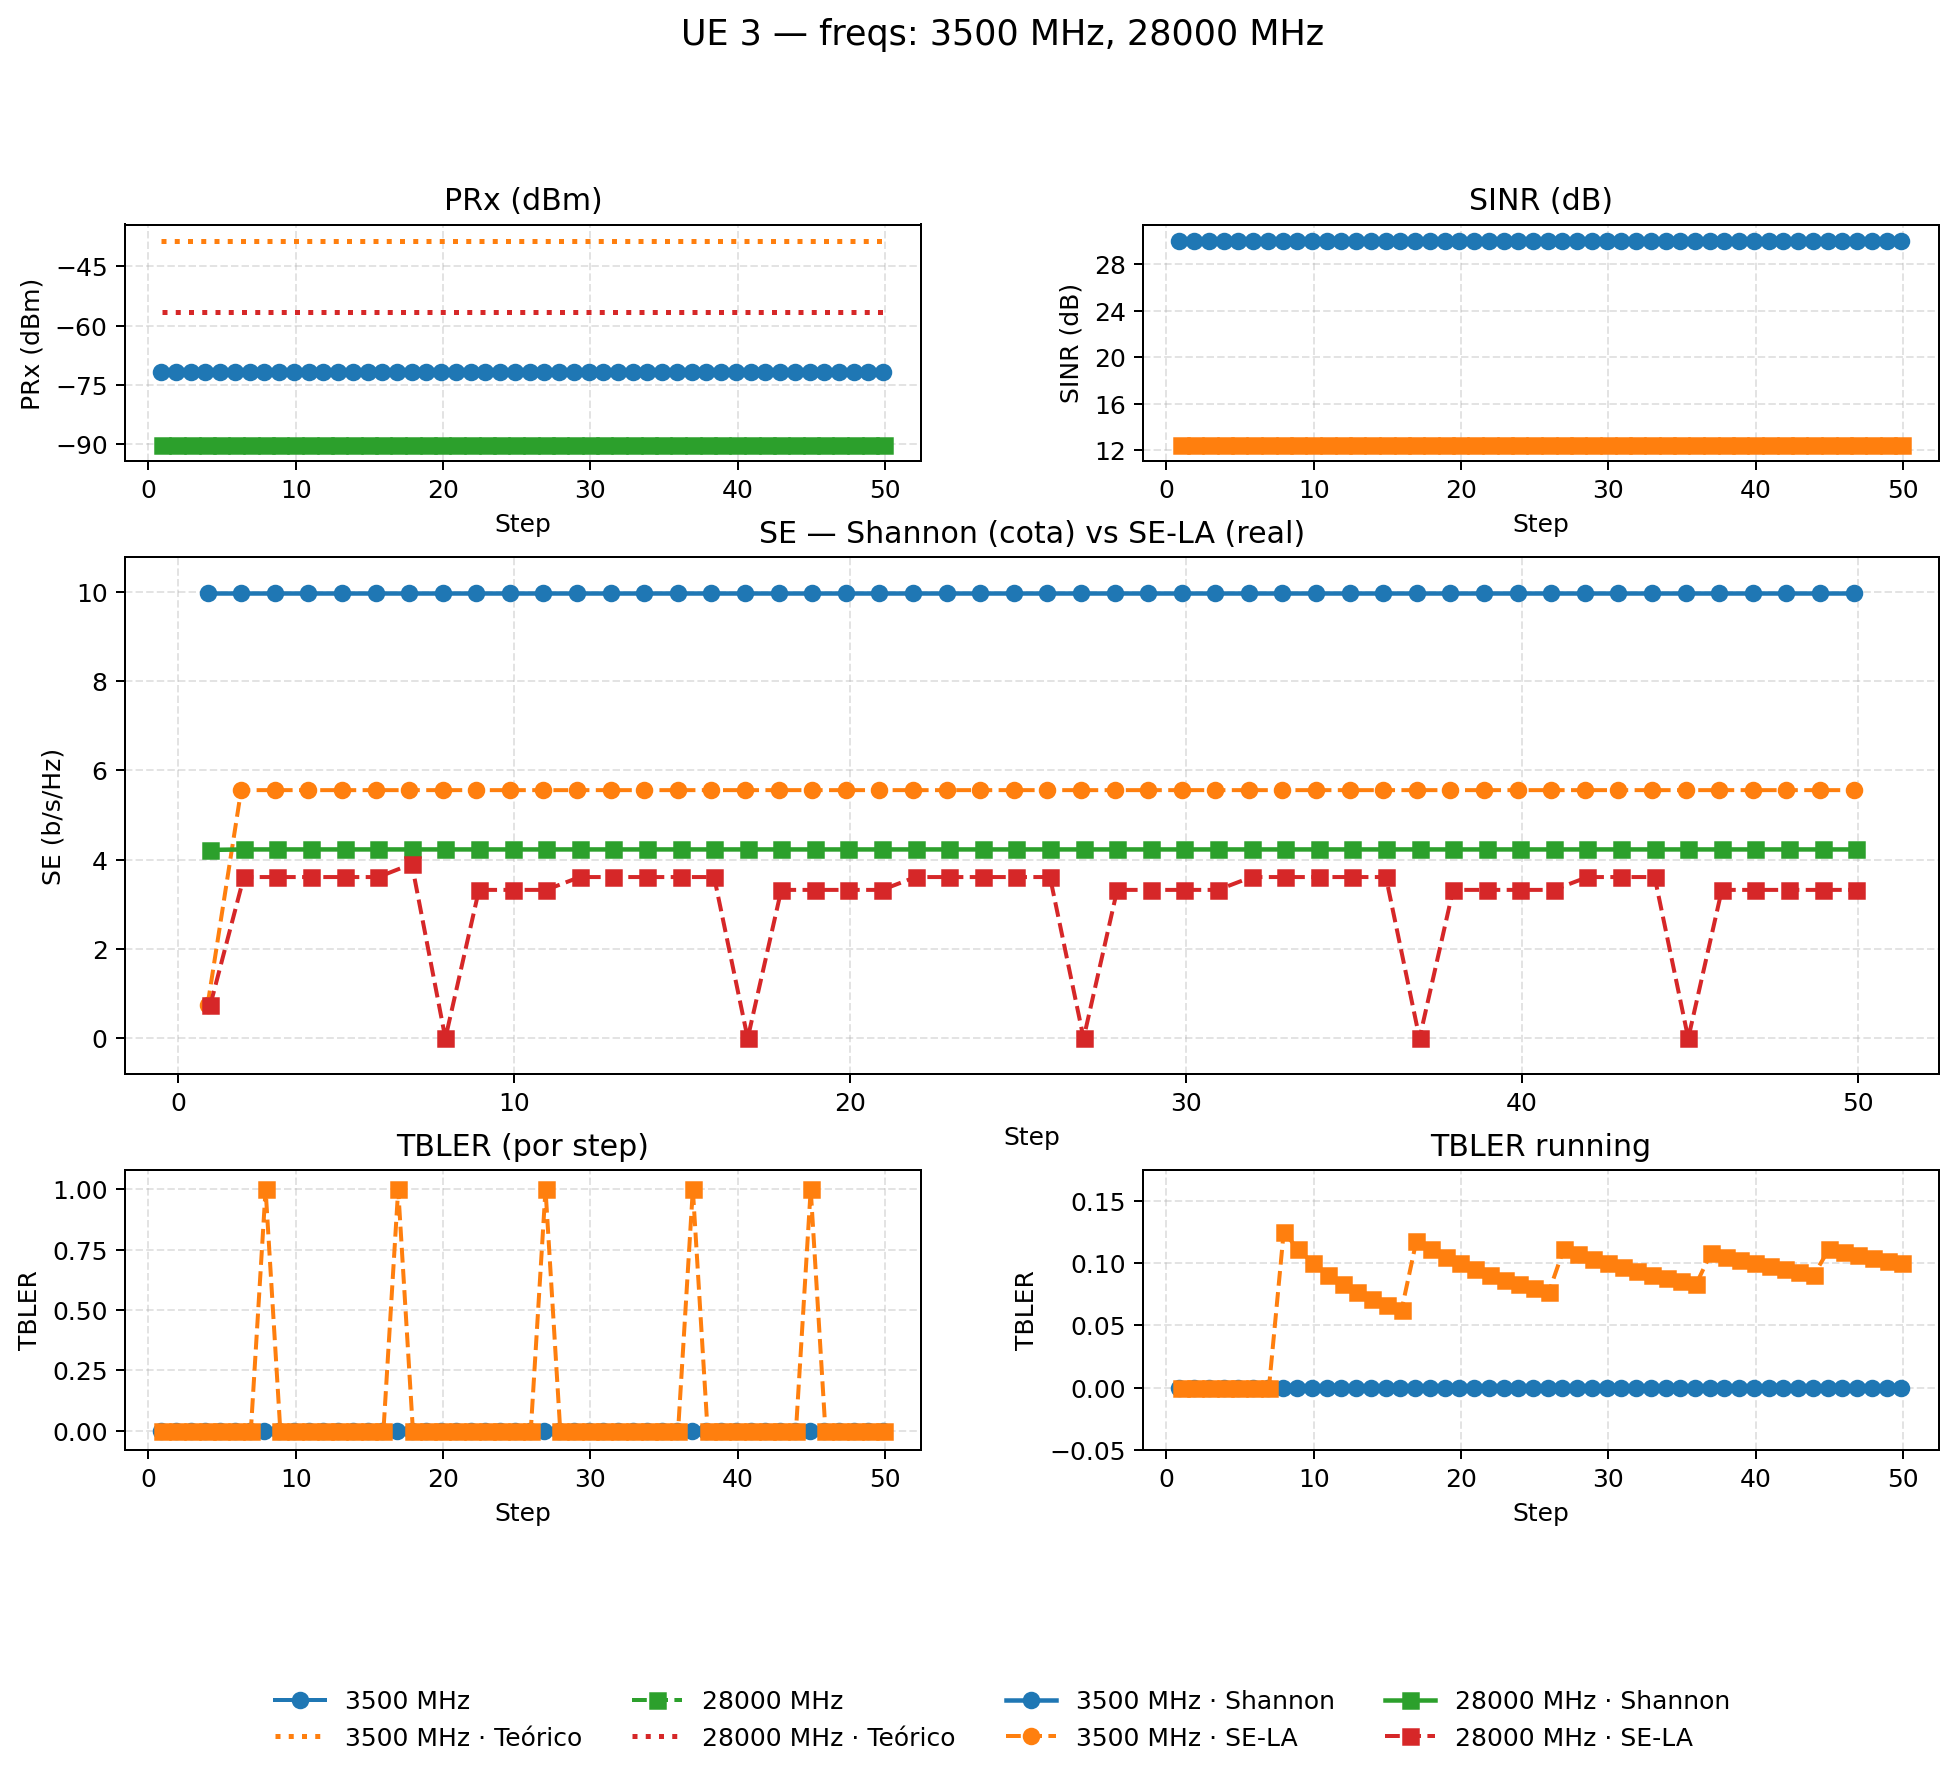 UE 3 — freqs: 3500 MHz, 28000 MHz
PRx (dBm)
PRx (dBm)
−45
−60
−75
−90
0 10 20 30 40 50
Step
SINR (dB)
SINR (dB)
28
24
20
16
12
0 10 20 30 40 50
Step
SE — Shannon (cota) vs SE-LA (real)
SE (b/s/Hz)
10
8
6
4
2
0
0 10 20 30 40 50
Step
TBLER (por step)
TBLER
1.00
0.75
0.50
0.25
0.00
0 10 20 30 40 50
Step
TBLER running
TBLER
0.15
0.10
0.05
0.00
−0.05
0 10 20 30 40 50
Step
3500 MHz
3500 MHz · Teórico
28000 MHz
28000 MHz · Teórico
3500 MHz · Shannon
3500 MHz · SE-LA
28000 MHz · Shannon
28000 MHz · SE-LA